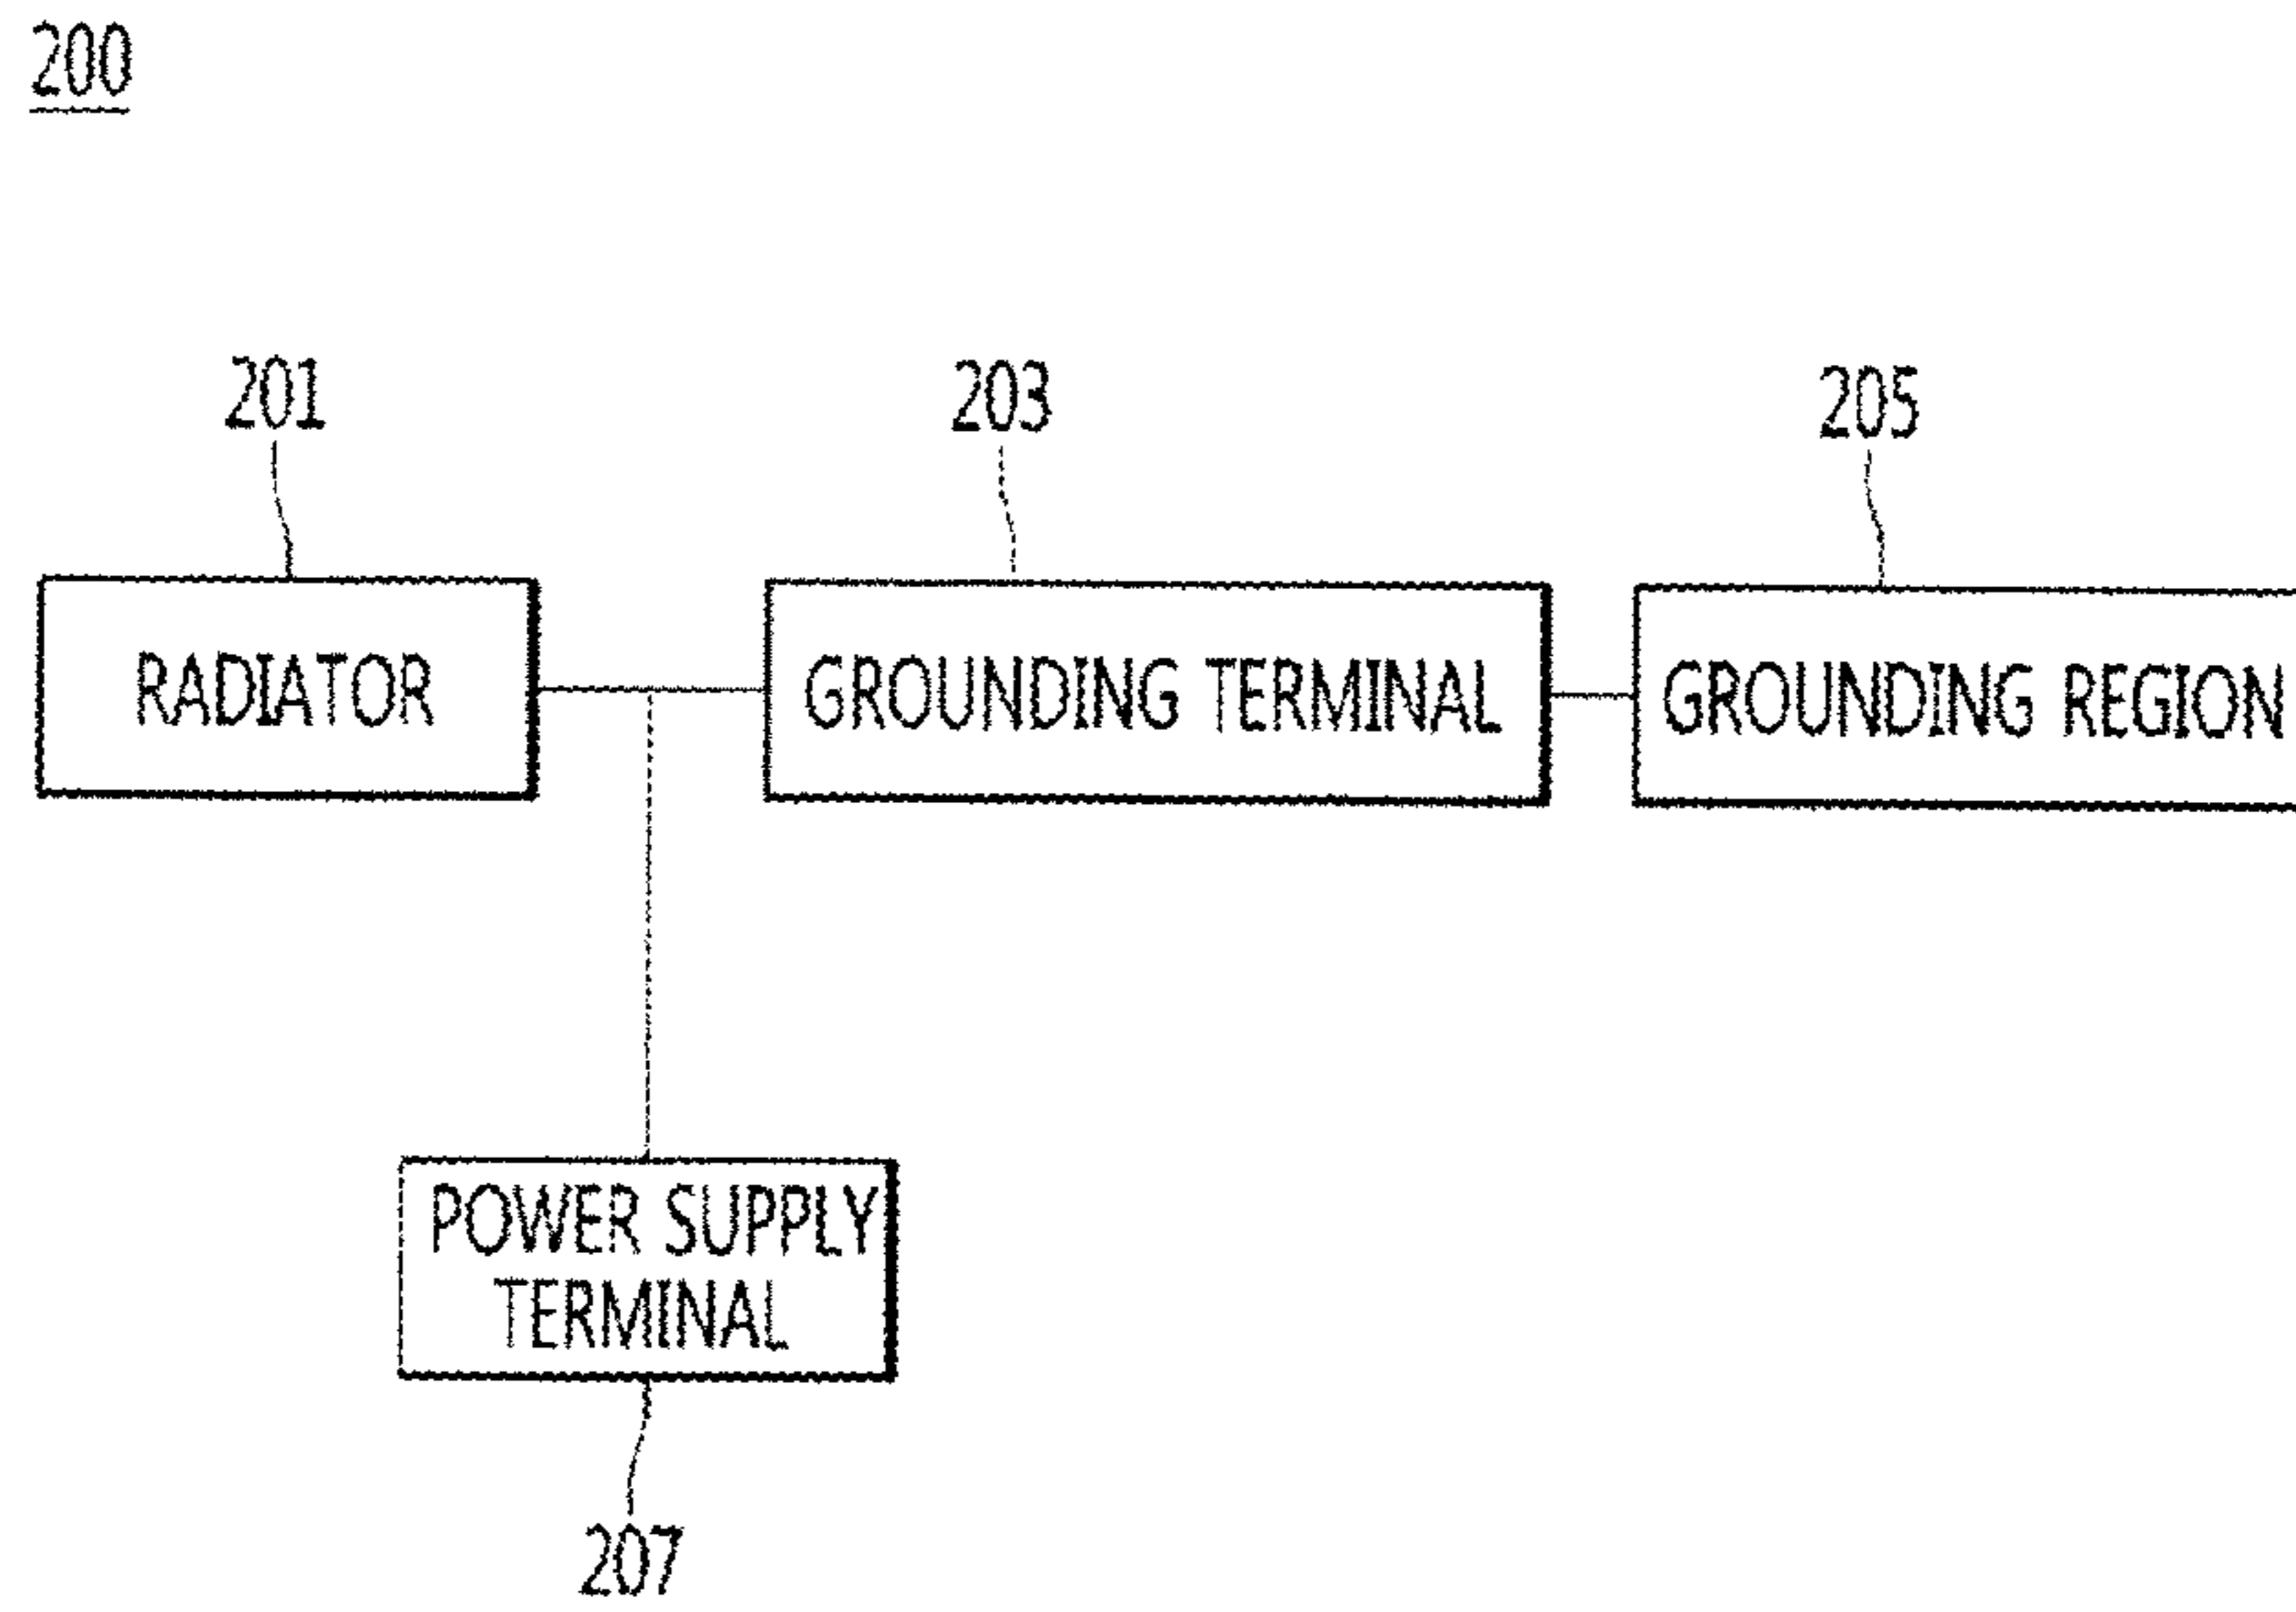 200
201
203
205
RADIATOR
GROUNDING TERMINAL
GROUNDING REGION
POWER SUPPLY
TERMINAL
207